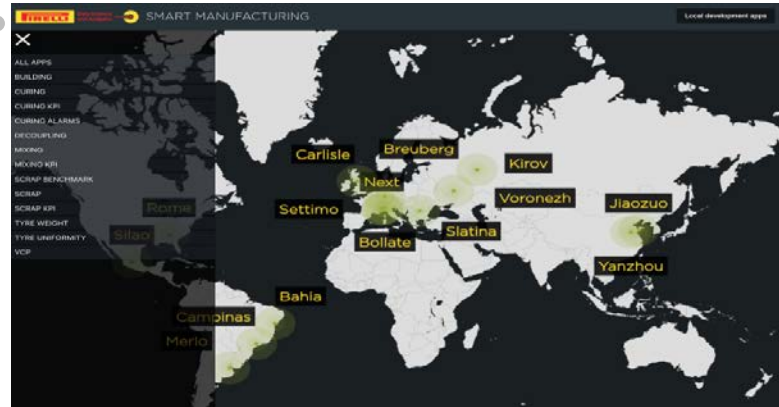 PIRELLI
SMART MANUFACTURING
Local development apps
ALL APPS
BUILDING
CURING
CURING KPI
CURING ALARMS
DECOUPLING
MIXING
MIXING KPI
SCRAP BENCHMARK
SCRAP
SCRAP KPI
TYRE WEIGHT
TYRE UNIFORMITY
VCP
Carlisle
Breuberg
Kirov
Next
Rome
Settimo
Voronezh
Jiaozuo
Silao
Bollate
Slatina
Yanzhou
Bahia
Campinas
Merlo